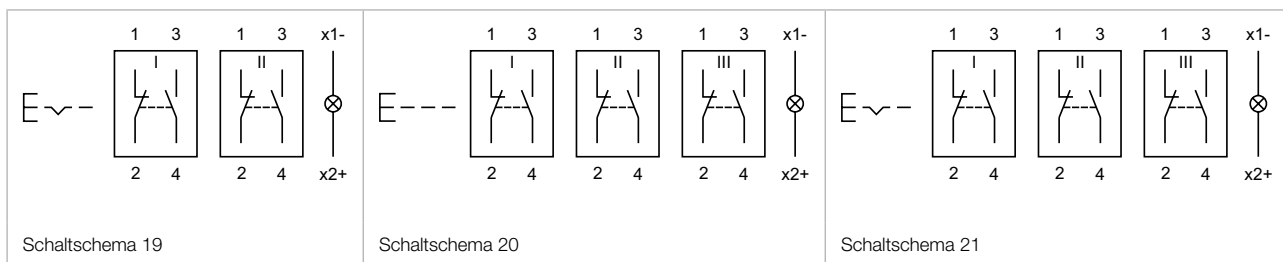 1 3 1 3 x1-
I II
2 4 2 4 x2+
Schaltschema 19
1 3 1 3 1 3 x1-
I II III
2 4 2 4 2 4 x2+
Schaltschema 20
1 3 1 3 1 3 x1-
I II III
2 4 2 4 2 4 x2+
Schaltschema 21